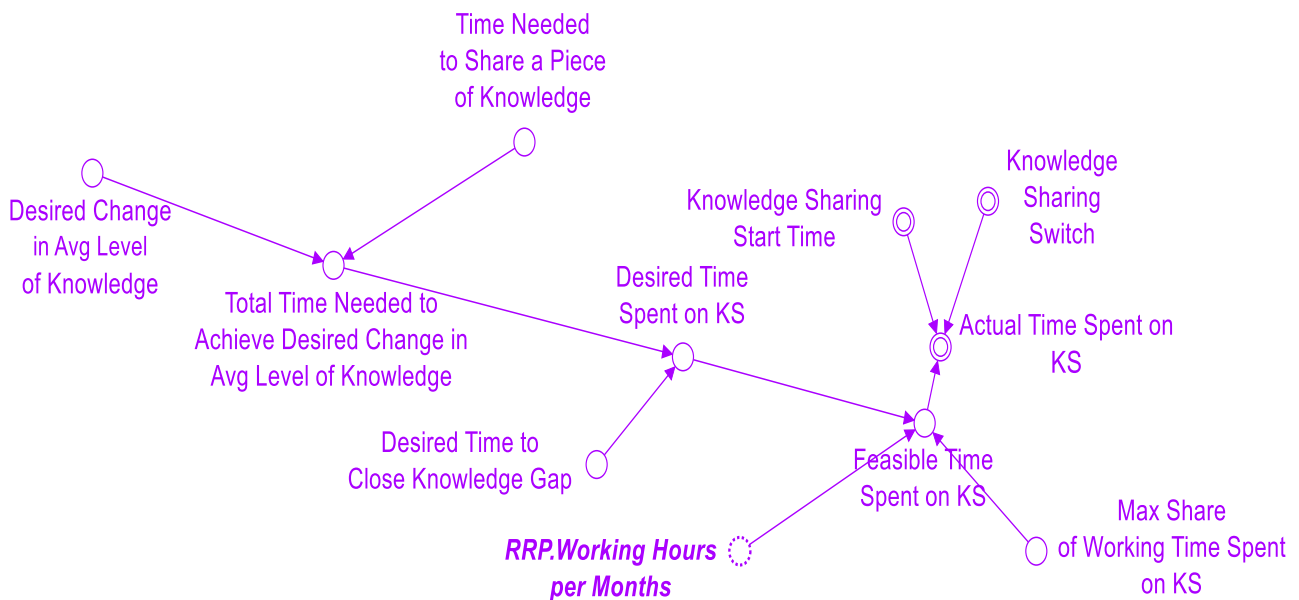 Time Needed
to Share a Piece
of Knowledge
Knowledge
Sharing
Switch
Desired Change
in Avg Level
of Knowledge
Knowledge Sharing
Start Time
Desired Time
Spent on KS
Total Time Needed to
Achieve Desired Change in
Avg Level of Knowledge
Actual Time Spent on
KS
Desired Time to
Close Knowledge Gap
Feasible Time
Spent on KS
RRP.Working Hours
per Months
Max Share
of Working Time Spent
on KS